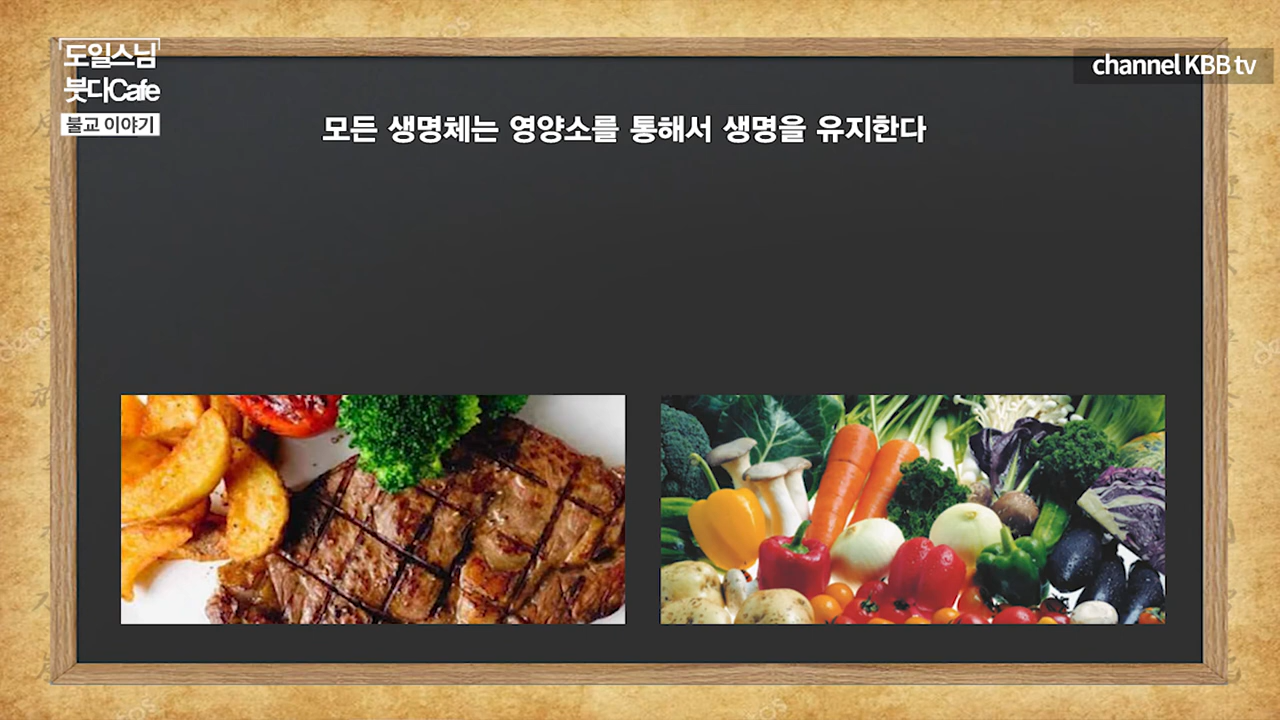 도일스님
붓다Cafe
불교 이야기
channel KBB tv
모든 생명체는 영양소를 통해서 생명을 유지한다